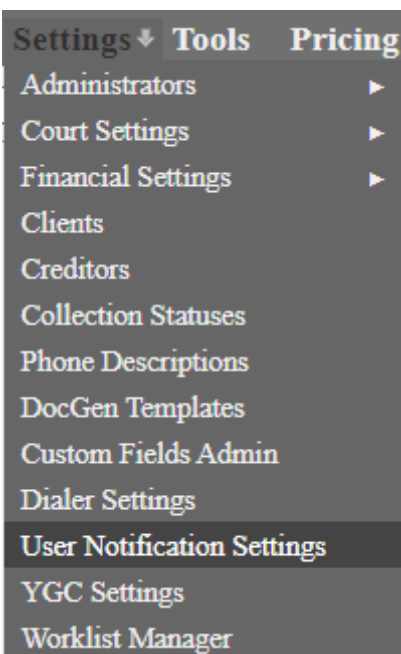 Settings Tools Pricing
Administrators
Court Settings
Financial Settings
Clients
Creditors
Collection Statuses
Phone Descriptions
DocGen Templates
Custom Fields Admin
Dialer Settings
User Notification Settings
YGC Settings
Worklist Manager